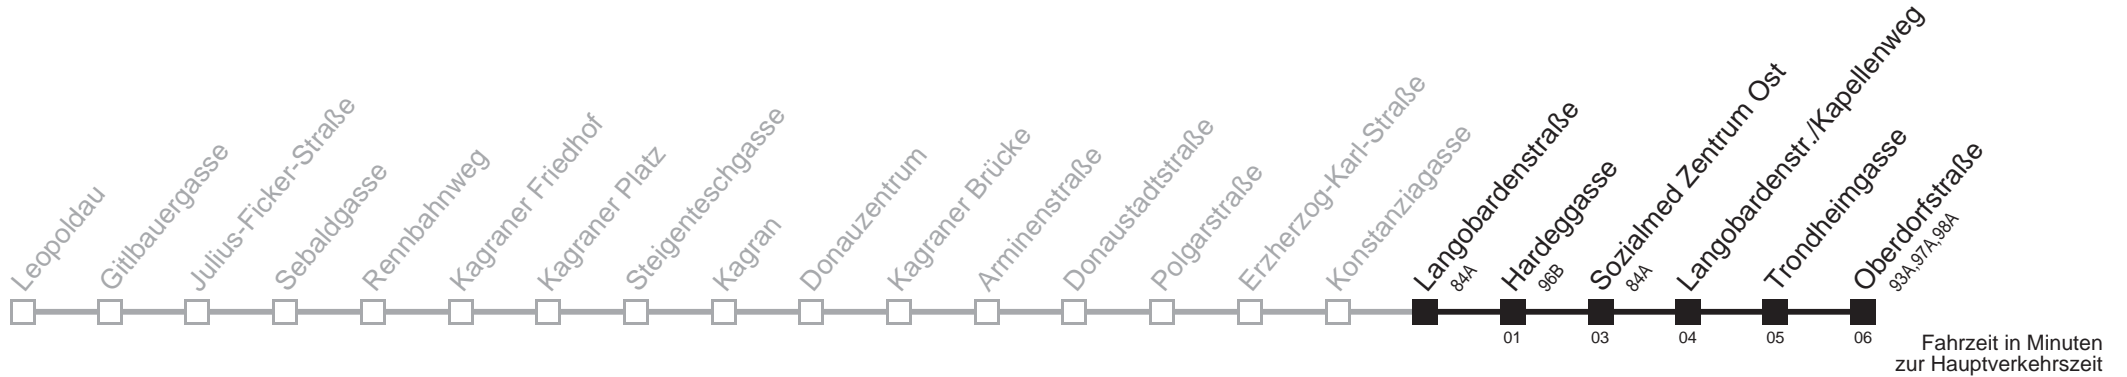 Leopoldau
Gitlbauergasse
Julius-Ficker-Straße
Sebaldgasse
Rennbahnweg
Kagraner Friedhof
Kagraner Platz
Steigenteschgasse
Kagran
Donauzentrum
Kagraner Brücke
Arminenstraße
Donaustadtstraße
Polgarstraße
Erzherzog-Karl-Straße
Konstanziagasse
Langobardenstraße
84A
Hardeggasse
96B
Sozialmed Zentrum Ost
84A
Langobardenstr./Kapellenweg
Trondheimgasse
Oberdorfstraße
93A,97A,98A
01
03
04
05
06
Fahrzeit in Minuten
zur Hauptverkehrszeit